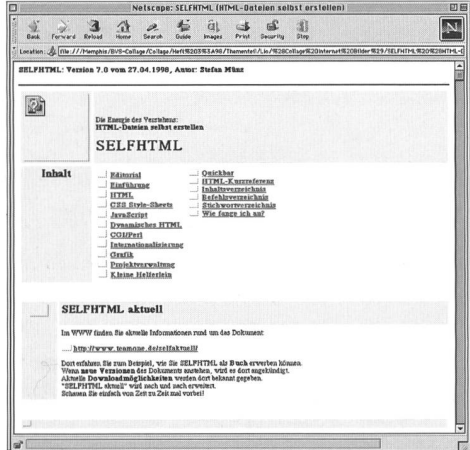 Netscape: SELFHTML (HTML-Dateien selbst erstellen)
Back Forward Reload Home Search Guide Images Print Security Stop
Location:
SELFHTML: Version 7.0 vom 27.04.1998, Autor: Stefan Münz
Die Energie des Verstehens:
HTML-Dateien selbst erstellen
SELFHTML
Inhalt
Editorial
Einführung
HTML
CSS Style-Sheets
JavaScript
Dynamisches HTML
CGI/Perl
Internationalisierung
Grafik
Projektverwaltung
Kleine Helferlein
Quickbar
HTML-Kurzreferenz
Inhaltsverzeichnis
Befehlsverzeichnis
Stichwortverzeichnis
Wie fange ich an?
SELFHTML aktuell
Im WWW finden Sie aktuelle Informationen rund um das Dokument:
http://www.teamone.de/selfaktuell/
Dort erfahren Sie zum Beispiel, wie Sie SELFHTML als Buch erwerben können.
Wenn neue Versionen des Dokuments anstehen, wird es dort angekündigt.
Aktuelle Downloadmöglichkeiten werden dort bekannt gegeben.
"SELFHTML aktuell" wird nach und nach erweitert.
Schauen Sie einfach von Zeit zu Zeit mal vorbei!